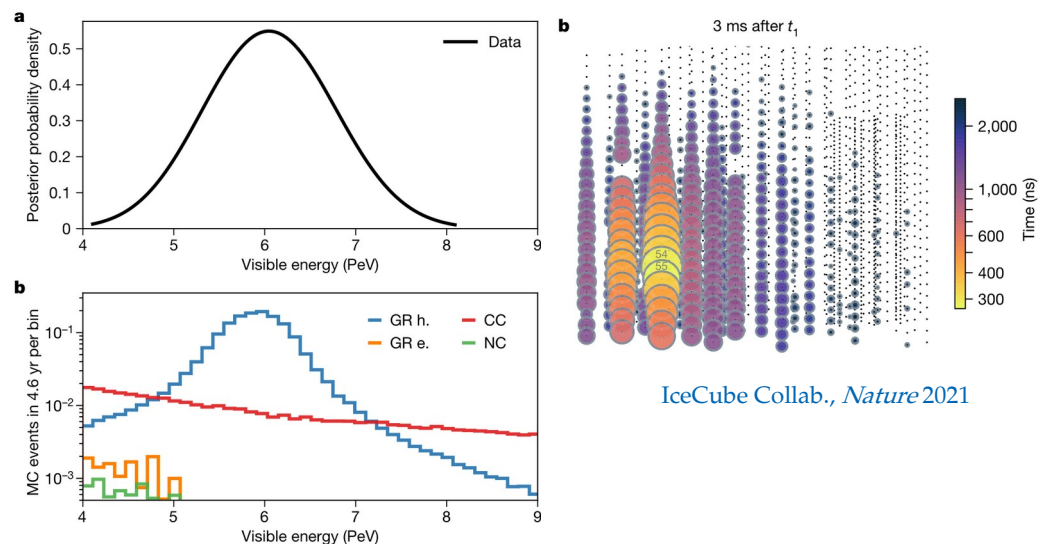 a
Posterior probability density
0.5
0.4
0.3
0.2
0.1
0
Data
4 5 6 7 8 9
Visible energy (PeV)
b
MC events in 4.6 yr per bin
10⁻¹
10⁻²
10⁻³
GR h.
GR e.
CC
NC
4 5 6 7 8 9
Visible energy (PeV)
b
3 ms after t₁
54
55
2,000
1,000
600
400
300
Time (ns)
IceCube Collab., Nature 2021